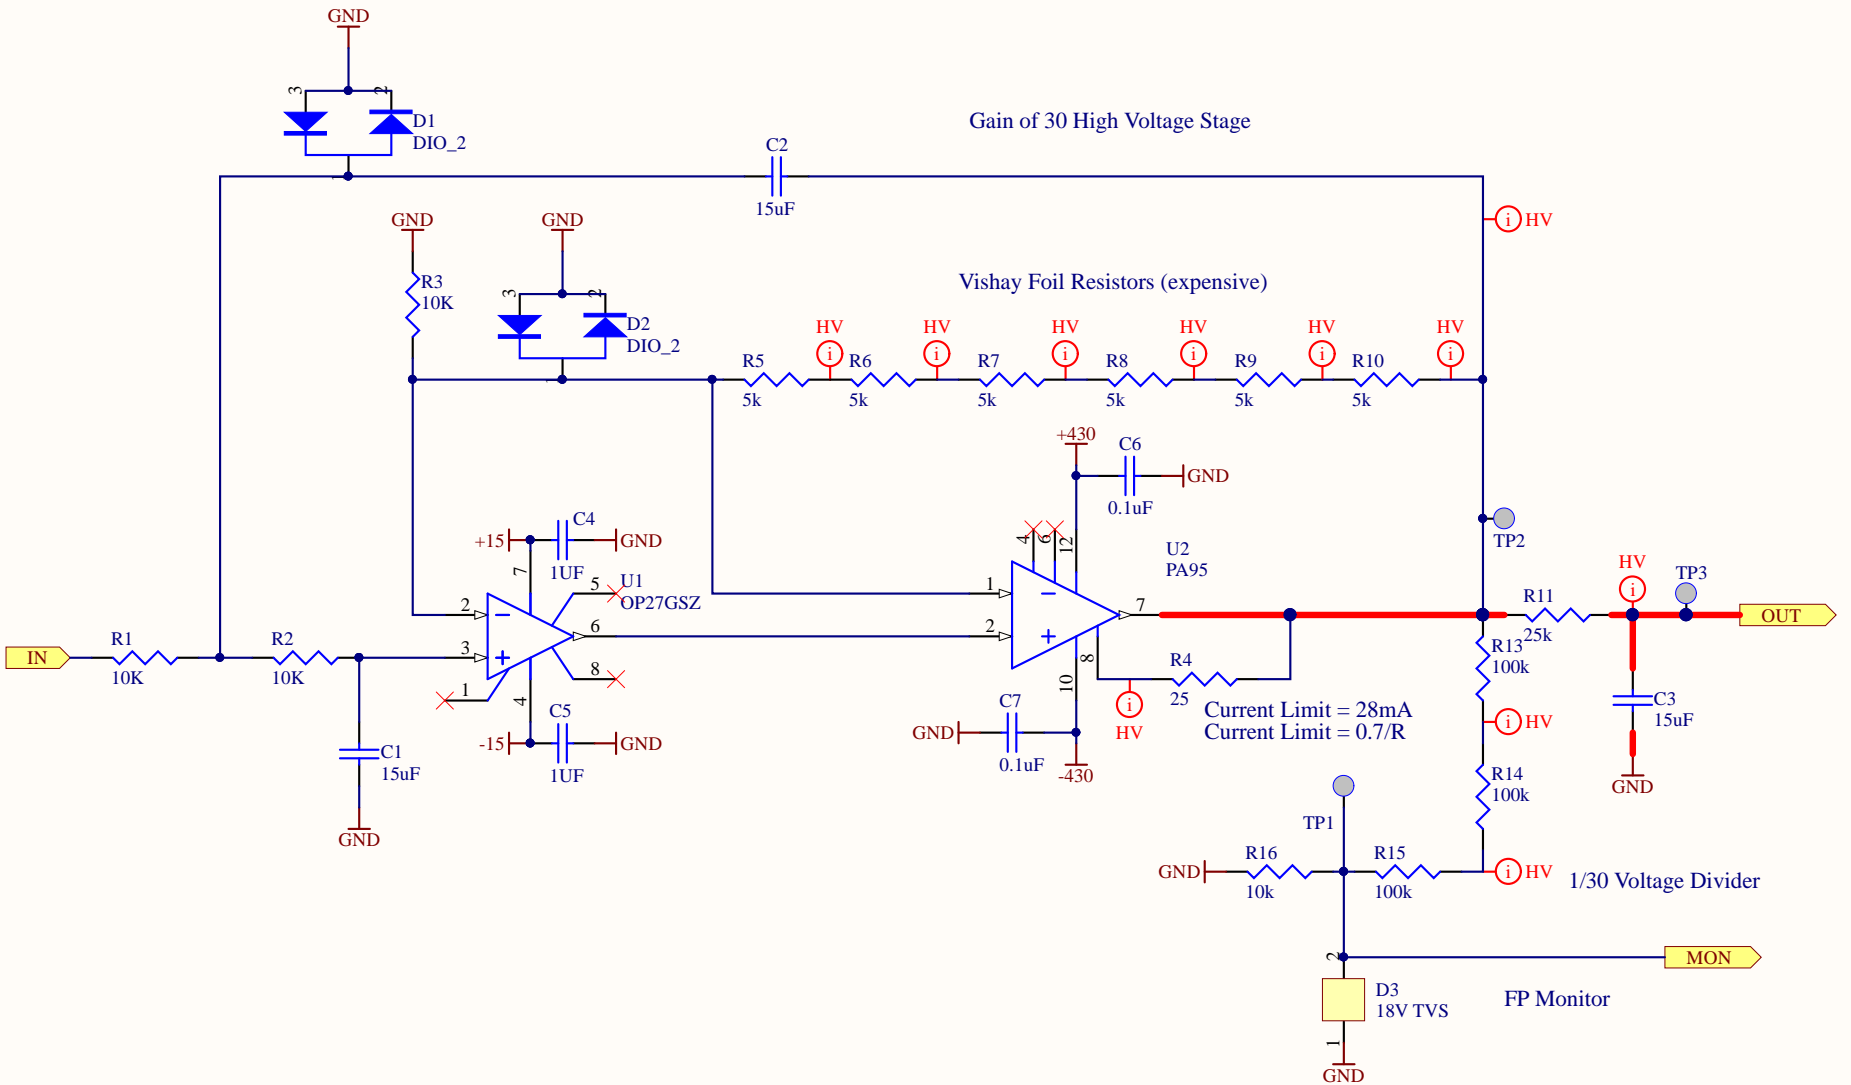 GND
3
2
D1
DIO_2
1
Gain of 30 High Voltage Stage
C2
15uF
GND
GND
i HV
R3
10K
Vishay Foil Resistors (expensive)
3
2
D2
DIO_2
1
HV
HV
HV
HV
HV
HV
i
i
i
i
i
i
R5
R6
R7
R8
R9
R10
5k
5k
5k
5k
5k
5k
+430
C6
GND
0.1uF
+15
C4
GND
1UF
7
5
U1
OP27GSZ
2
6
3
8
1
4
-15
C5
GND
1UF
IN
R1
10K
R2
10K
C1
15uF
GND
4
6
12
U2
PA95
1
2
7
8
10
R4
25
i
HV
Current Limit = 28mA
Current Limit = 0.7/R
GND
C7
0.1uF
-430
TP2
HV
i
TP3
R11
25k
OUT
R13
100k
i HV
C3
15uF
GND
R14
100k
TP1
GND
R16
10k
R15
100k
i HV
1/30 Voltage Divider
2
MON
D3
18V TVS
FP Monitor
1
GND